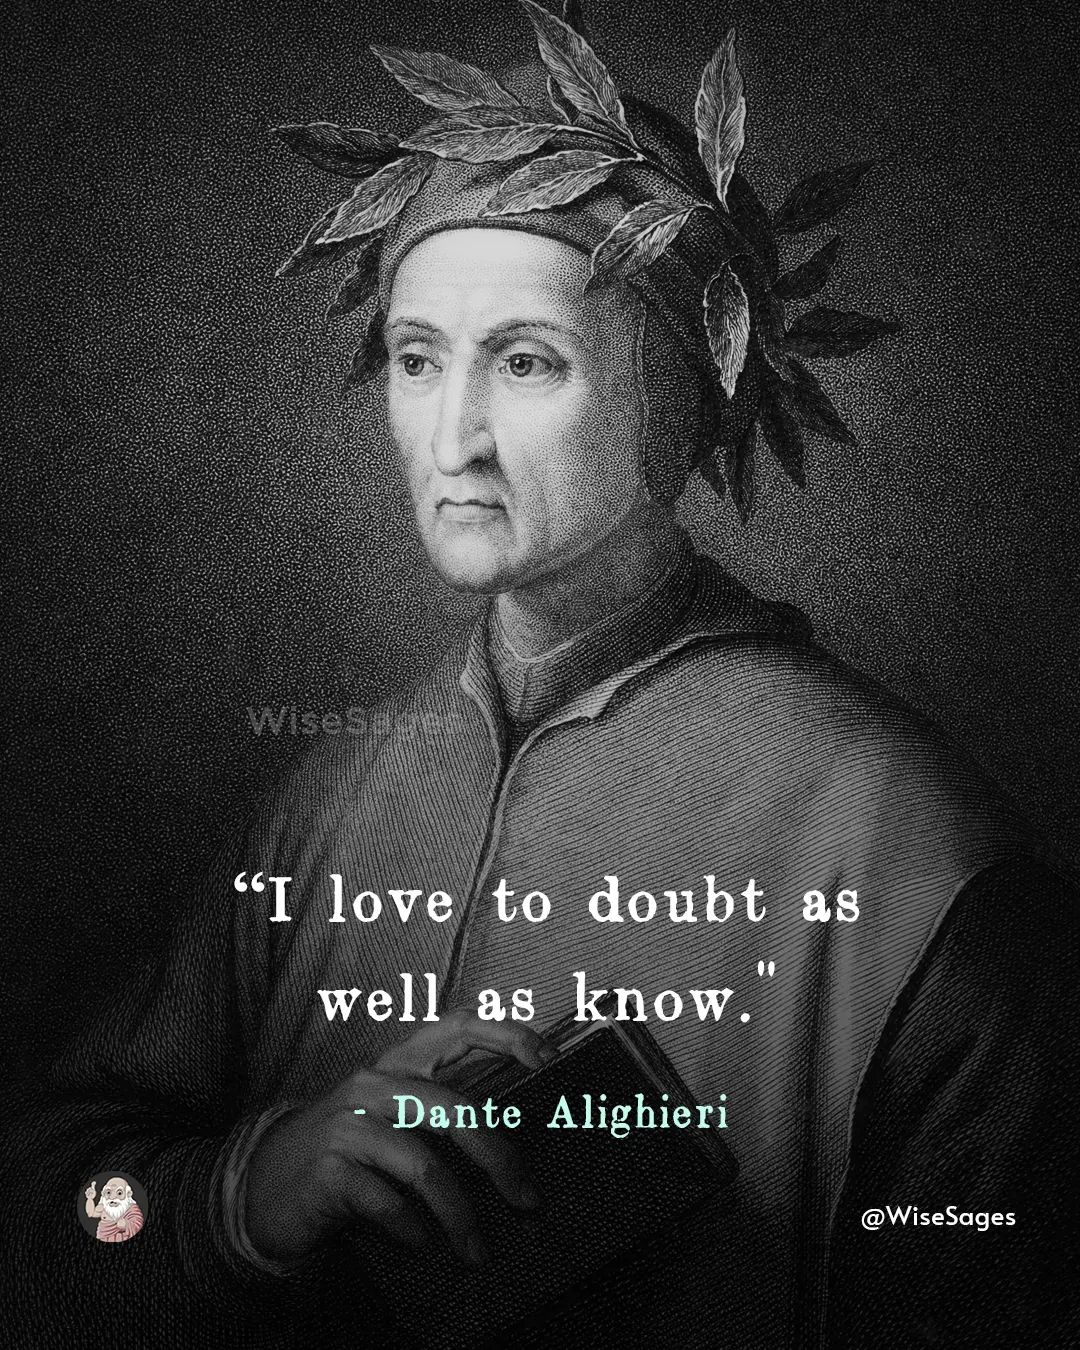 WiseSages
“I love to doubt as
well as know."
- Dante Alighieri
@WiseSages